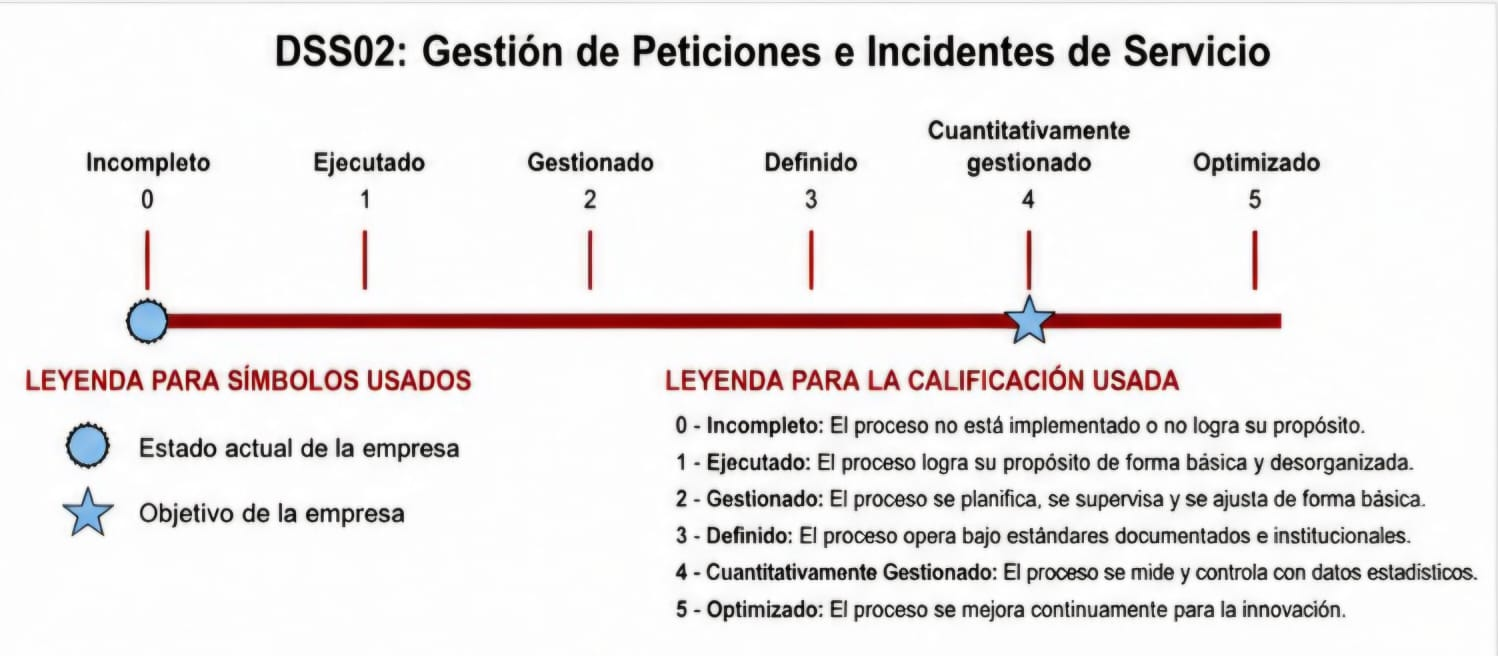 DSS02: Gestión de Peticiones e Incidentes de Servicio
Incompleto
0
Ejecutado
1
Gestionado
2
Definido
3
Cuantitativamente
gestionado
4
Optimizado
5
LEYENDA PARA SÍMBOLOS USADOS
Estado actual de la empresa
Objetivo de la empresa
LEYENDA PARA LA CALIFICACIÓN USADA
0 - Incompleto: El proceso no está implementado o no logra su propósito.
1 - Ejecutado: El proceso logra su propósito de forma básica y desorganizada.
2 - Gestionado: El proceso se planifica, se supervisa y se ajusta de forma básica.
3 - Definido: El proceso opera bajo estándares documentados e institucionales.
4 - Cuantitativamente Gestionado: El proceso se mide y controla con datos estadísticos.
5 - Optimizado: El proceso se mejora continuamente para la innovación.